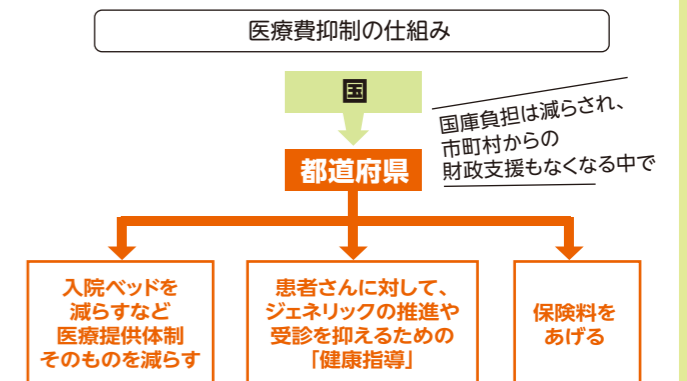 医療費抑制の仕組み
国
国庫負担は減らされ、
市町村からの
財政支援もなくなる中で
都道府県
入院ベッドを
減らすなど
医療提供体制
そのものを減らす
患者さんに対して、
ジェネリックの推進や
受診を抑えるための
「健康指導」
保険料を
あげる